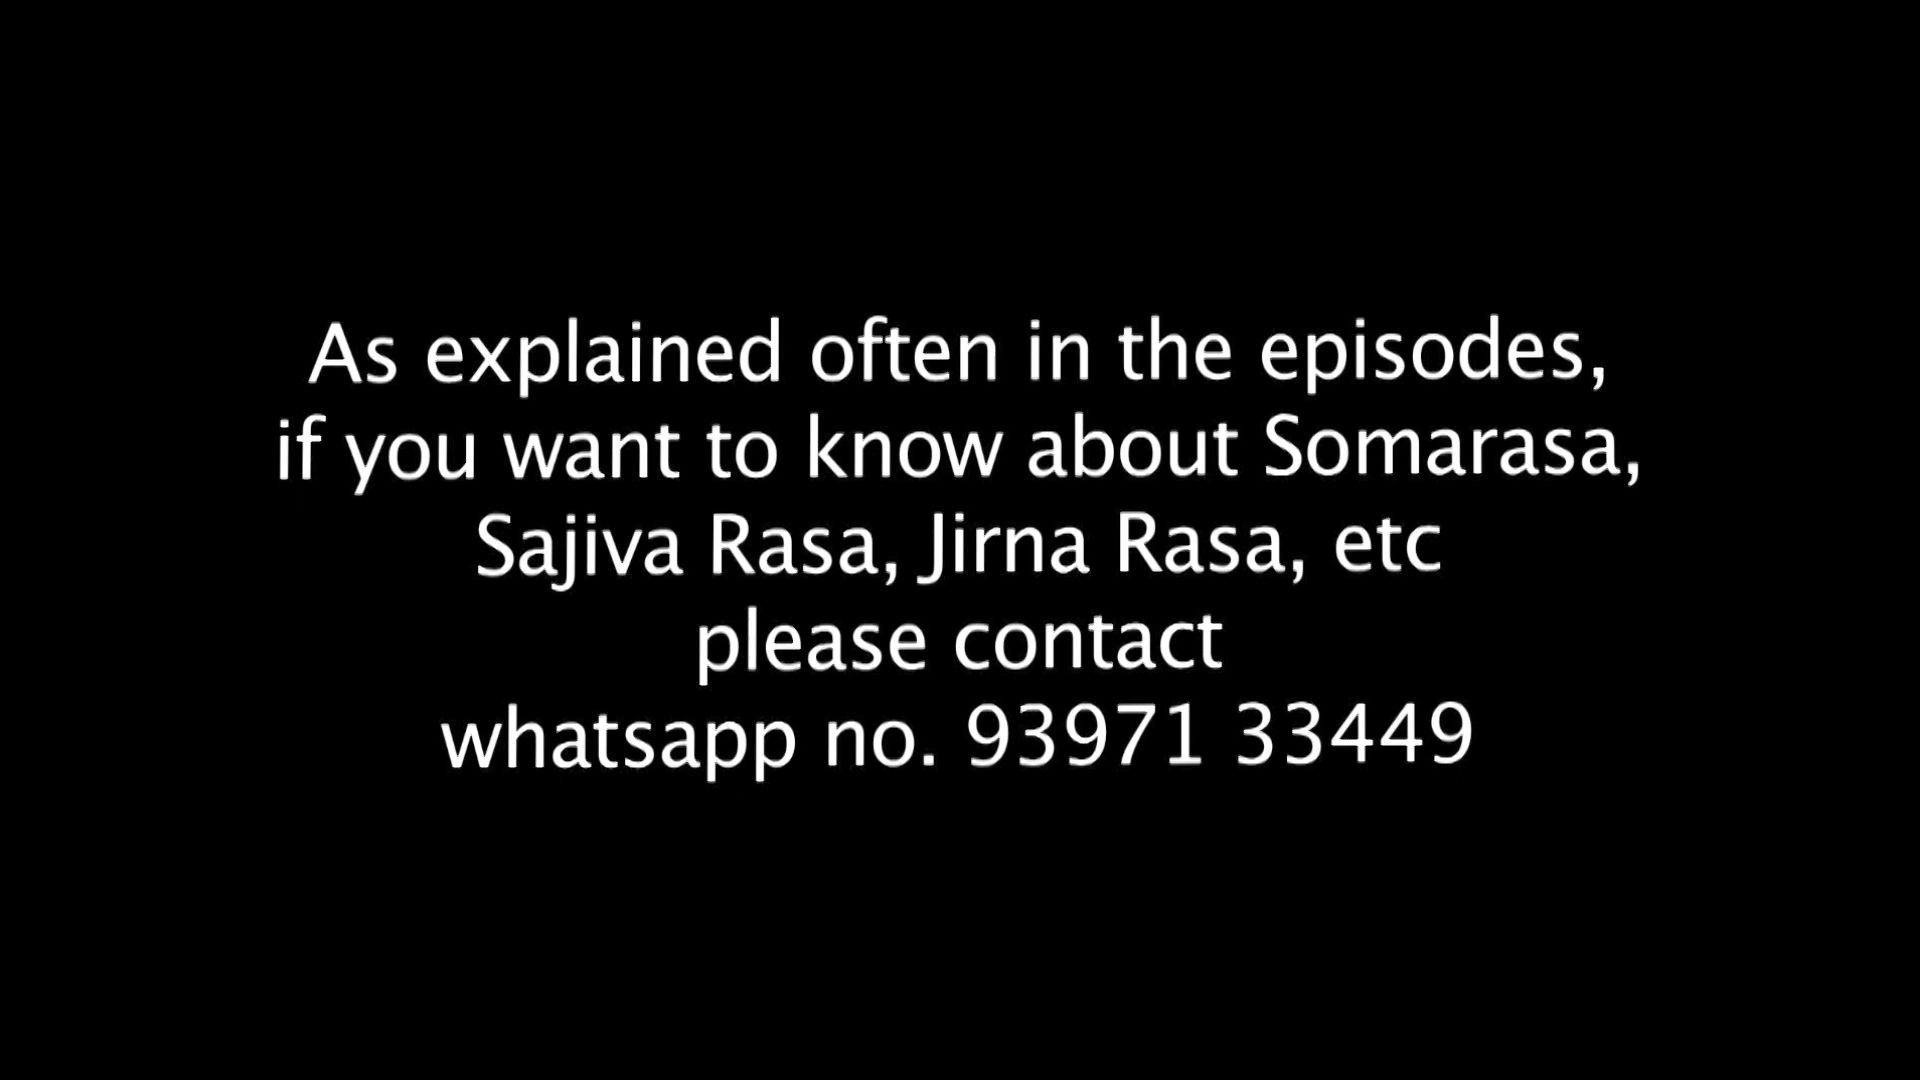 As explained often in the episodes,
if you want to know about Somarasa,
Sajiva Rasa, Jirna Rasa, etc
please contact
whatsapp no. 93971 33449